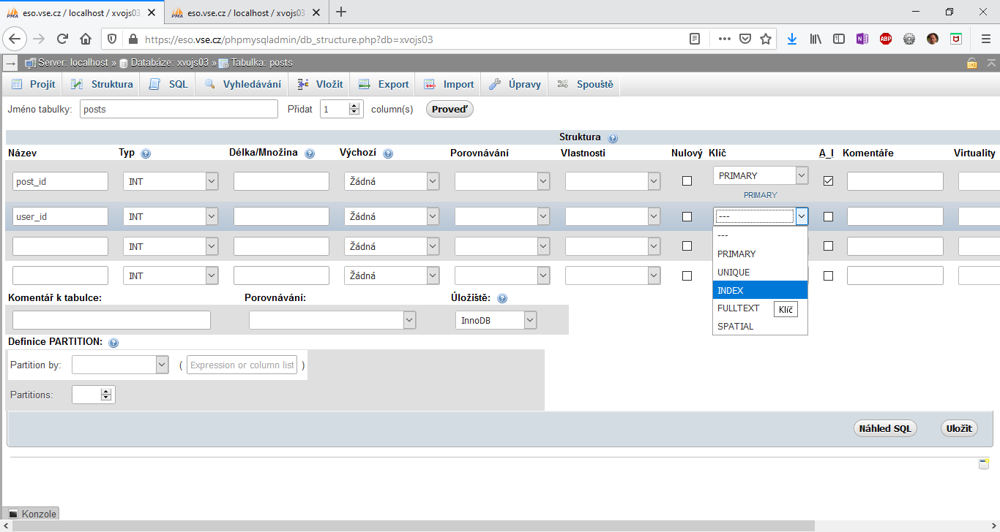 eso.vse.cz / localhost / xvojs03
eso.vse.cz / localhost / xvojs03
https://eso.vse.cz/phpmysqladmin/db_structure.php?db=xvojs03
Server: localhost » Databáze: xvojs03 » Tabulka: posts
Projít Struktura SQL Vyhledávání Vložit Export Import Úpravy Spouště
Jméno tabulky: posts Přidat 1 column(s) Proveď
Struktura
Název Typ Délka/Množina Výchozí Porovnávání Vlastnosti Nulový Klíč A_I Komentáře Virtuality
post_id INT Žádná PRIMARY
PRIMARY
user_id INT Žádná ---
---
INT Žádná
PRIMARY
UNIQUE
INT Žádná
INDEX
FULLTEXT Klíč
SPATIAL
Komentář k tabulce: Porovnávání: Úložiště:
InnoDB
Definice PARTITION:
Partition by: ( Expression or column list )
Partitions:
Náhled SQL Uložit
Konzole